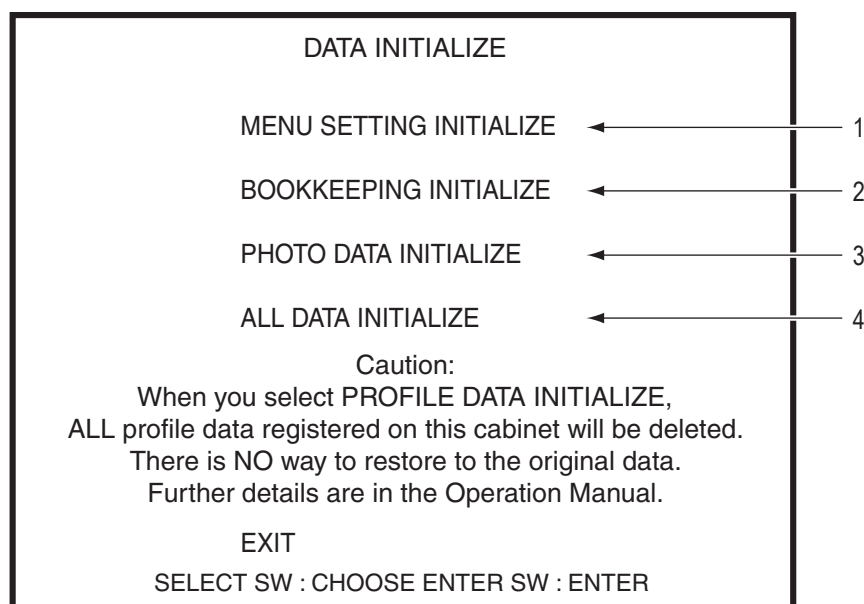 DATA INITIALIZE
MENU SETTING INITIALIZE 1
BOOKKEEPING INITIALIZE 2
PHOTO DATA INITIALIZE 3
ALL DATA INITIALIZE 4
Caution:
When you select PROFILE DATA INITIALIZE,
ALL profile data registered on this cabinet will be deleted.
There is NO way to restore to the original data.
Further details are in the Operation Manual.
EXIT
SELECT SW : CHOOSE ENTER SW : ENTER